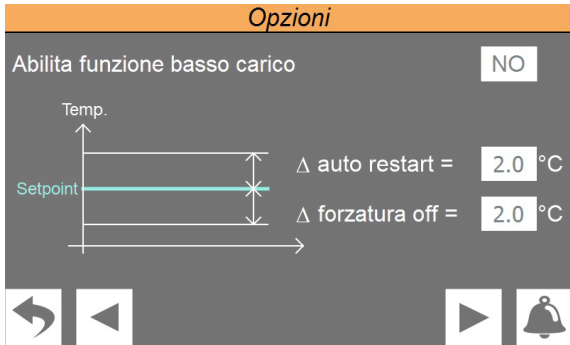 Opzioni
Abilita funzione basso carico NO
Temp.
Δ auto restart = 2.0 °C
Setpoint
Δ forzatura off = 2.0 °C